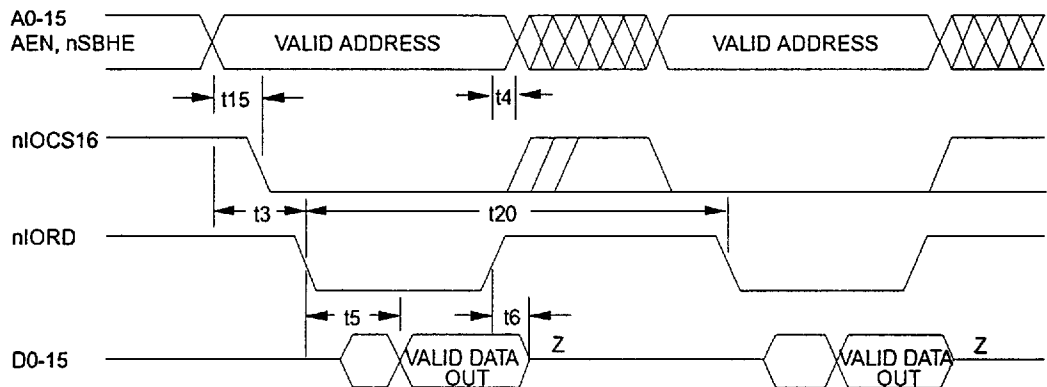 A0-15
AEN, nSBHE
VALID ADDRESS
VALID ADDRESS
t15
t4
nIOCS16
t3
t20
nIORD
t5
t6
Z
Z
D0-15
VALID DATA
OUT
VALID DATA
OUT